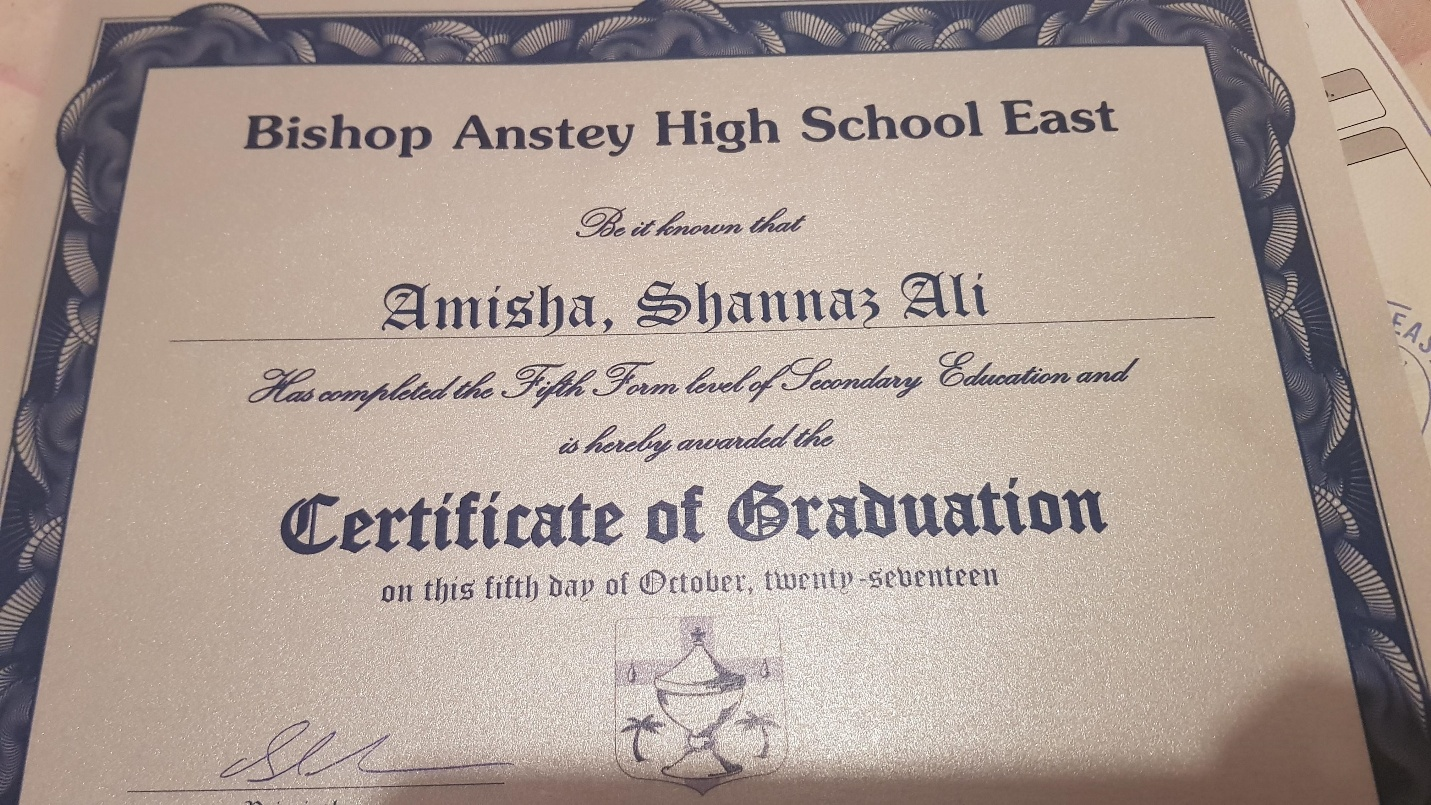 Bishop Anstey High School East
Be it known that
Amisha, Shannaz Ali
Has completed the Fifth Form level of Secondary Education and
is hereby awarded the
Certificate of Graduation
on this fifth day of October, twenty-seventeen